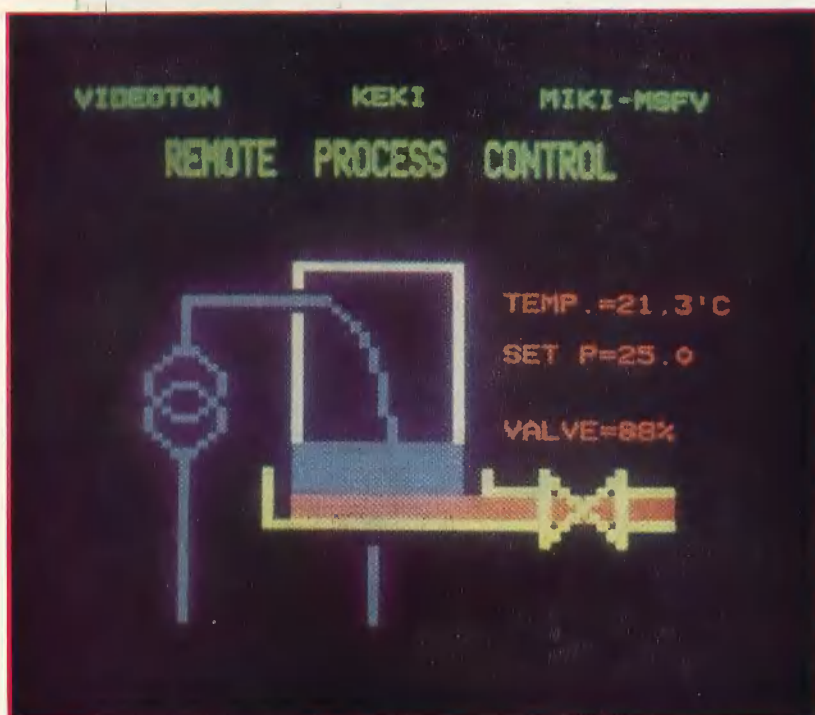 VIDEOTON KEKI MIKI-MSFV
REMOTE PROCESS CONTROL
TEMP.=21.3'C
SET P=25.0
VALVE=88%